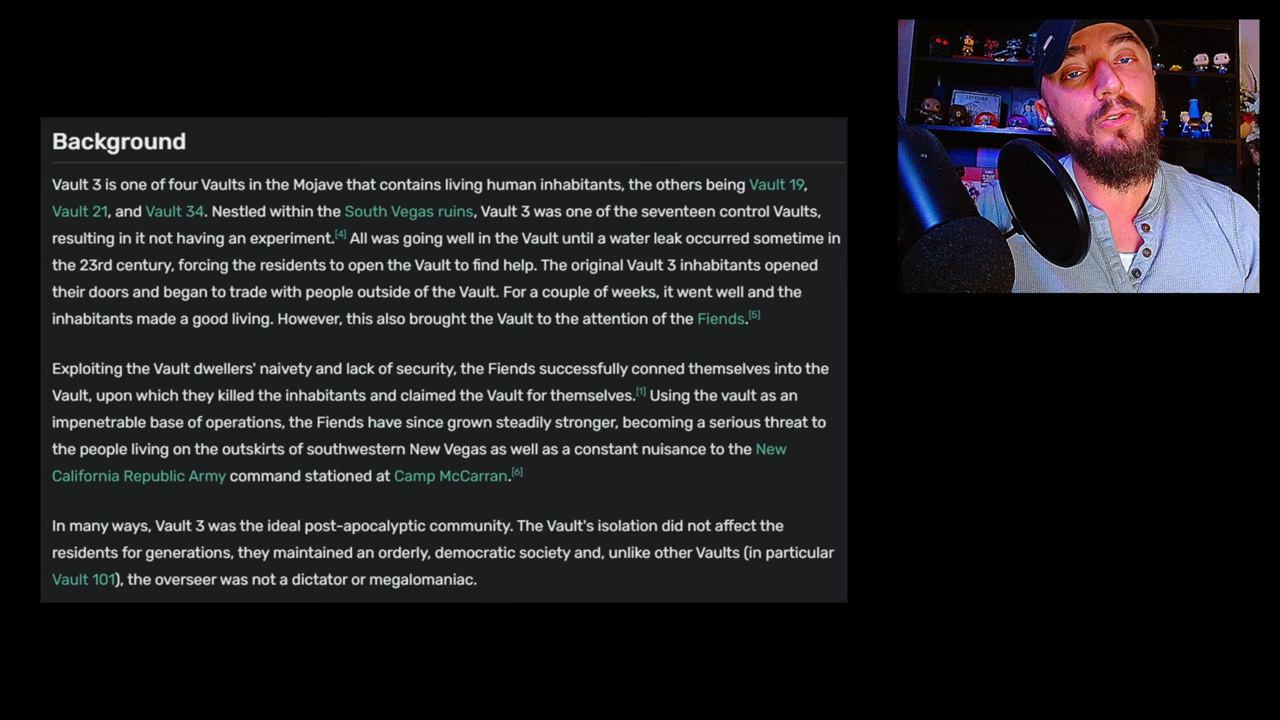 Background
Vault 3 is one of four Vaults in the Mojave that contains living human inhabitants, the others being Vault 19,
Vault 21, and Vault 34. Nestled within the South Vegas ruins, Vault 3 was one of the seventeen control Vaults,
resulting in it not having an experiment.[4] All was going well in the Vault until a water leak occurred sometime in
the 23rd century, forcing the residents to open the Vault to find help. The original Vault 3 inhabitants opened
their doors and began to trade with people outside of the Vault. For a couple of weeks, it went well and the
inhabitants made a good living. However, this also brought the Vault to the attention of the Fiends.[5]
Exploiting the Vault dwellers' naivety and lack of security, the Fiends successfully conned themselves into the
Vault, upon which they killed the inhabitants and claimed the Vault for themselves.[1] Using the vault as an
impenetrable base of operations, the Fiends have since grown steadily stronger, becoming a serious threat to
the people living on the outskirts of southwestern New Vegas as well as a constant nuisance to the New
California Republic Army command stationed at Camp McCarran.[6]
In many ways, Vault 3 was the ideal post-apocalyptic community. The Vault's isolation did not affect the
residents for generations, they maintained an orderly, democratic society and, unlike other Vaults (in particular
Vault 101), the overseer was not a dictator or megalomaniac.